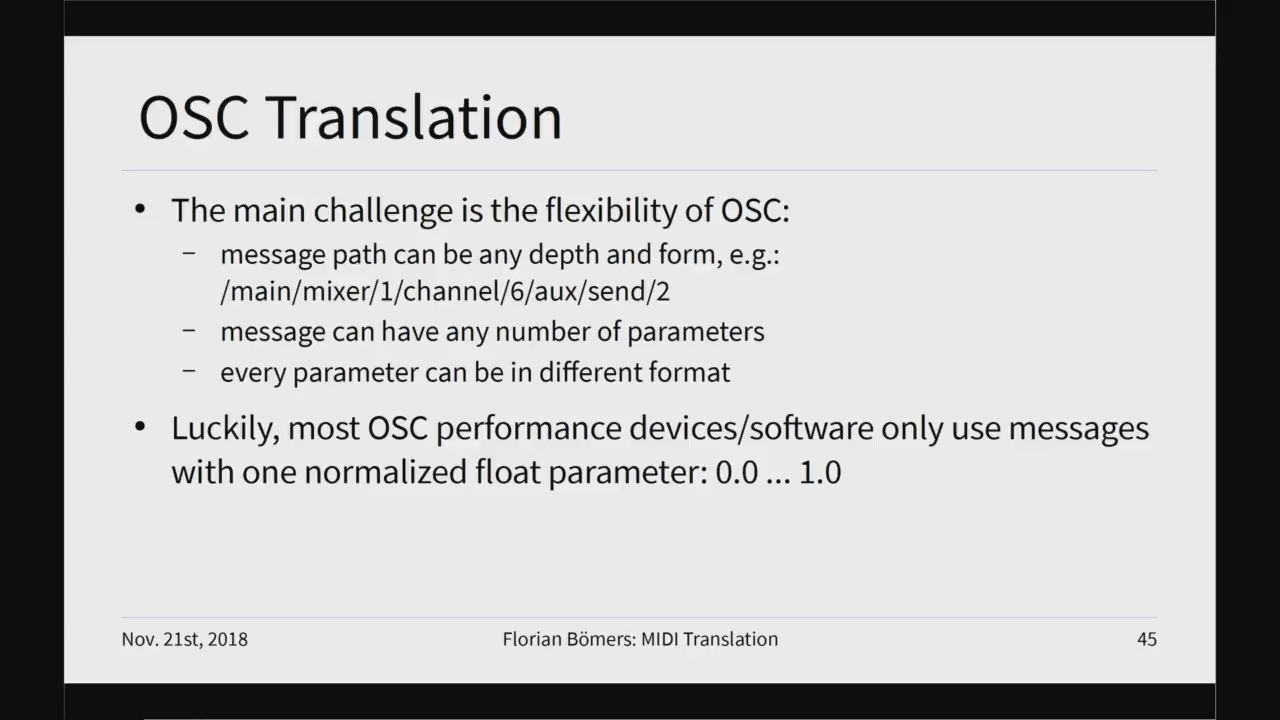 OSC Translation
• The main challenge is the flexibility of OSC:
– message path can be any depth and form, e.g.:
/main/mixer/1/channel/6/aux/send/2
– message can have any number of parameters
– every parameter can be in different format
• Luckily, most OSC performance devices/software only use messages
with one normalized float parameter: 0.0 ... 1.0
Nov. 21st, 2018
Florian Bömers: MIDI Translation
45